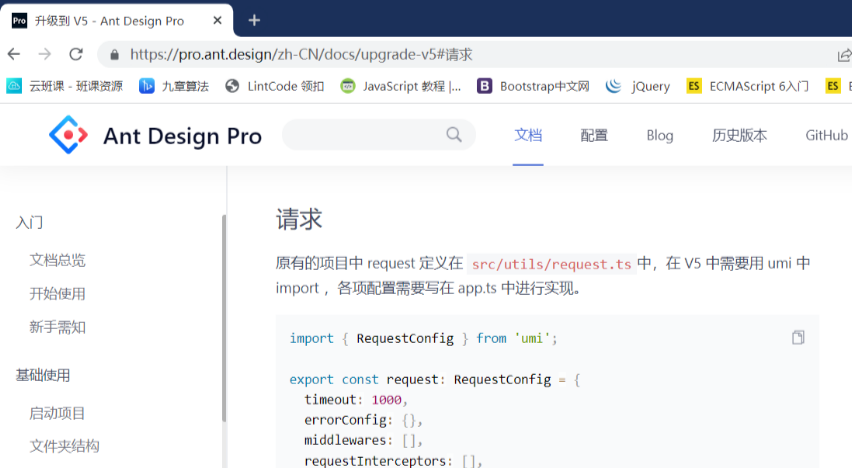 Pro 升级到 V5 - Ant Design Pro
https://pro.ant.design/zh-CN/docs/upgrade-v5#请求
云班课 - 班课资源 九章算法 LintCode 领扣 JavaScript 教程 |... Bootstrap中文网 jQuery ES ECMAScript 6入门 ES
Ant Design Pro 文档 配置 Blog 历史版本 GitHub
入门
文档总览
开始使用
新手需知
基础使用
启动项目
文件夹结构
请求
原有的项目中 request 定义在 src/utils/request.ts 中，在 V5 中需要用 umi 中
import ，各项配置需要写在 app.ts 中进行实现。
import { RequestConfig } from 'umi';
export const request: RequestConfig = {
timeout: 1000,
errorConfig: {},
middlewares: [],
requestInterceptors: [],